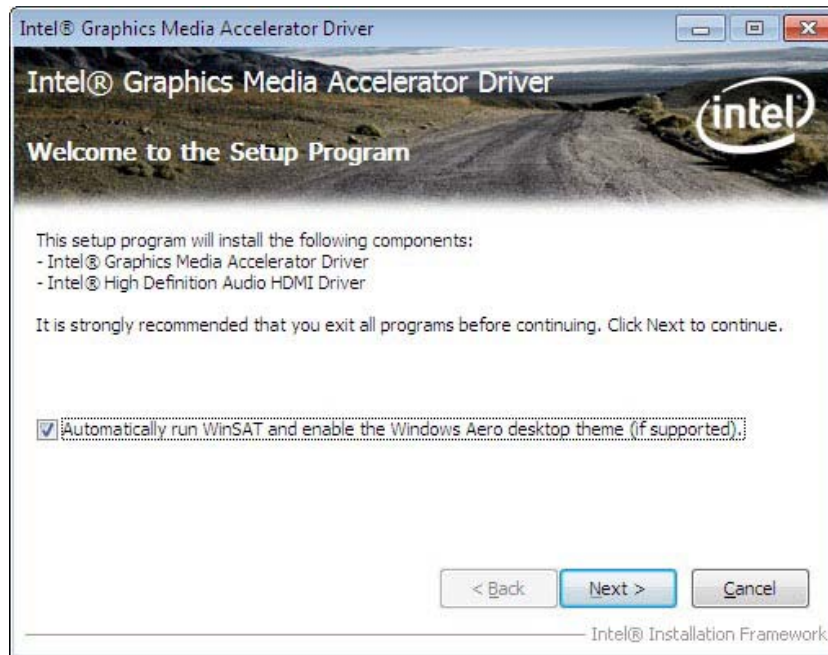 Intel® Graphics Media Accelerator Driver
Intel® Graphics Media Accelerator Driver
intel
Welcome to the Setup Program
This setup program will install the following components:
- Intel® Graphics Media Accelerator Driver
- Intel® High Definition Audio HDMI Driver
It is strongly recommended that you exit all programs before continuing. Click Next to continue.
Automatically run WinSAT and enable the Windows Aero desktop theme (if supported).
< Back
Next >
Cancel
Intel® Installation Framework